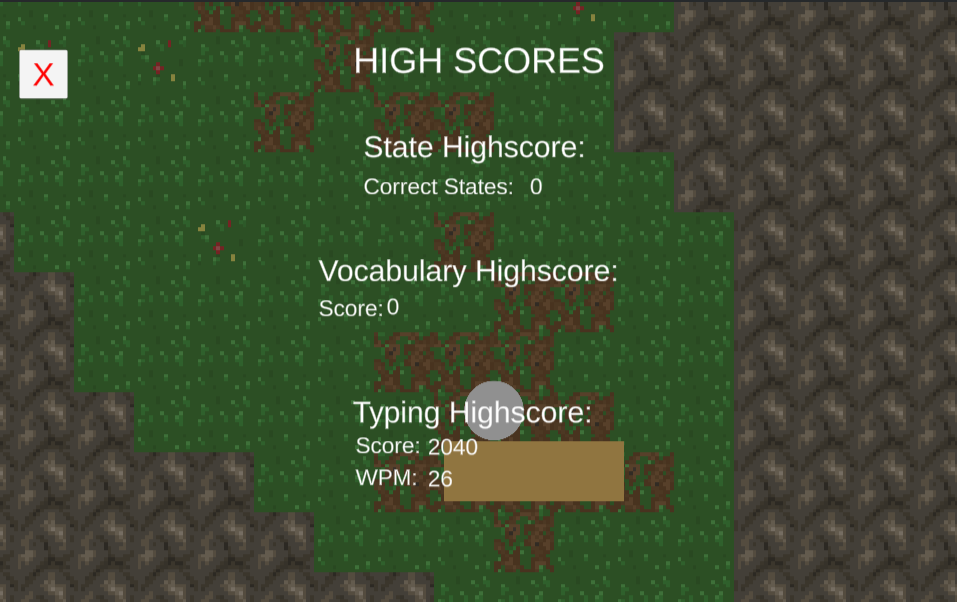 X
HIGH SCORES
State Highscore:
Correct States: 0
Vocabulary Highscore:
Score: 0
Typing Highscore:
Score: 2040
WPM: 26